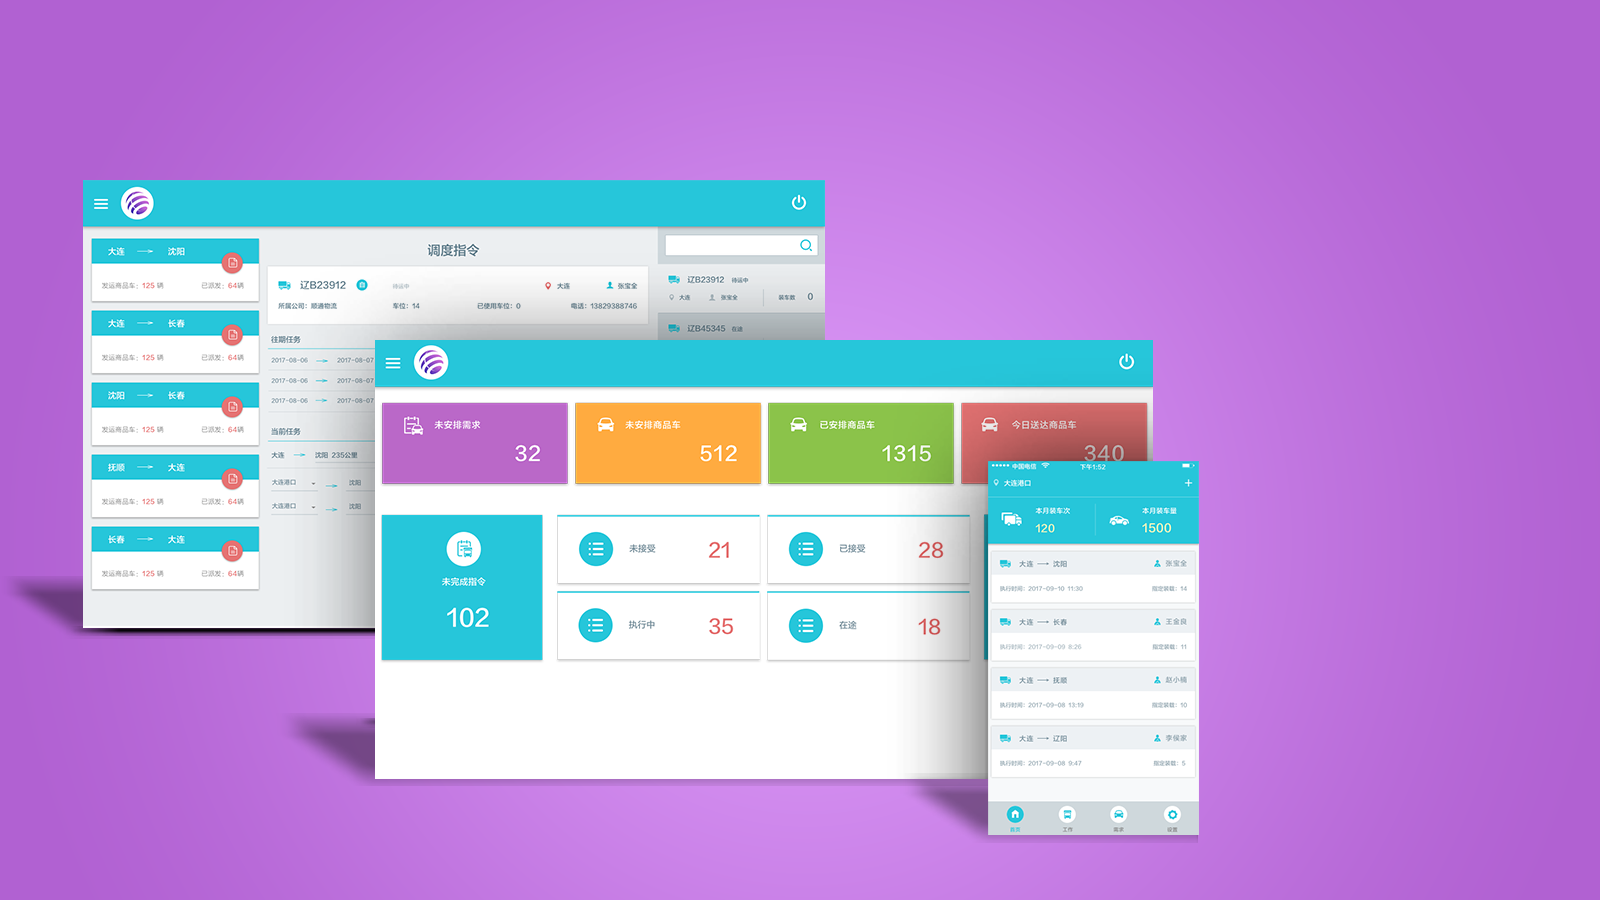 大连 沈阳
发运商品车：125 辆 已派发：64辆
大连 长春
发运商品车：125 辆 已派发：64辆
沈阳 长春
发运商品车：125 辆 已派发：64辆
抚顺 大连
发运商品车：125 辆 已派发：64辆
长春 大连
发运商品车：125 辆 已派发：64辆
调度指令
辽B23912 待运中 大连 张宝全
所属公司：顺通物流 车位：14 已使用车位：0 电话：13829388746
往期任务
2017-08-06 2017-08-07
2017-08-06 2017-08-07
2017-08-06 2017-08-07
当前任务
大连 沈阳 235公里
大连港口 沈阳
大连港口 沈阳
辽B23912 待运中
大连 张宝全 装车数 0
辽B45345 在途
未安排需求
32
未安排商品车
512
已安排商品车
1315
今日送达商品车
340
未完成指令
102
未接受 21
已接受 28
执行中 35
在途 18
中国电信 下午1:52
大连港口
本月装车次
120
本月装车量
1500
大连 沈阳 张宝全
执行时间：2017-09-10 11:30 指定装载：14
大连 长春 王金良
执行时间：2017-09-09 8:26 指定装载：11
大连 抚顺 赵小楠
执行时间：2017-09-08 13:19 指定装载：10
大连 辽阳 李侯家
执行时间：2017-09-08 9:47 指定装载：5
工作
需求
设置